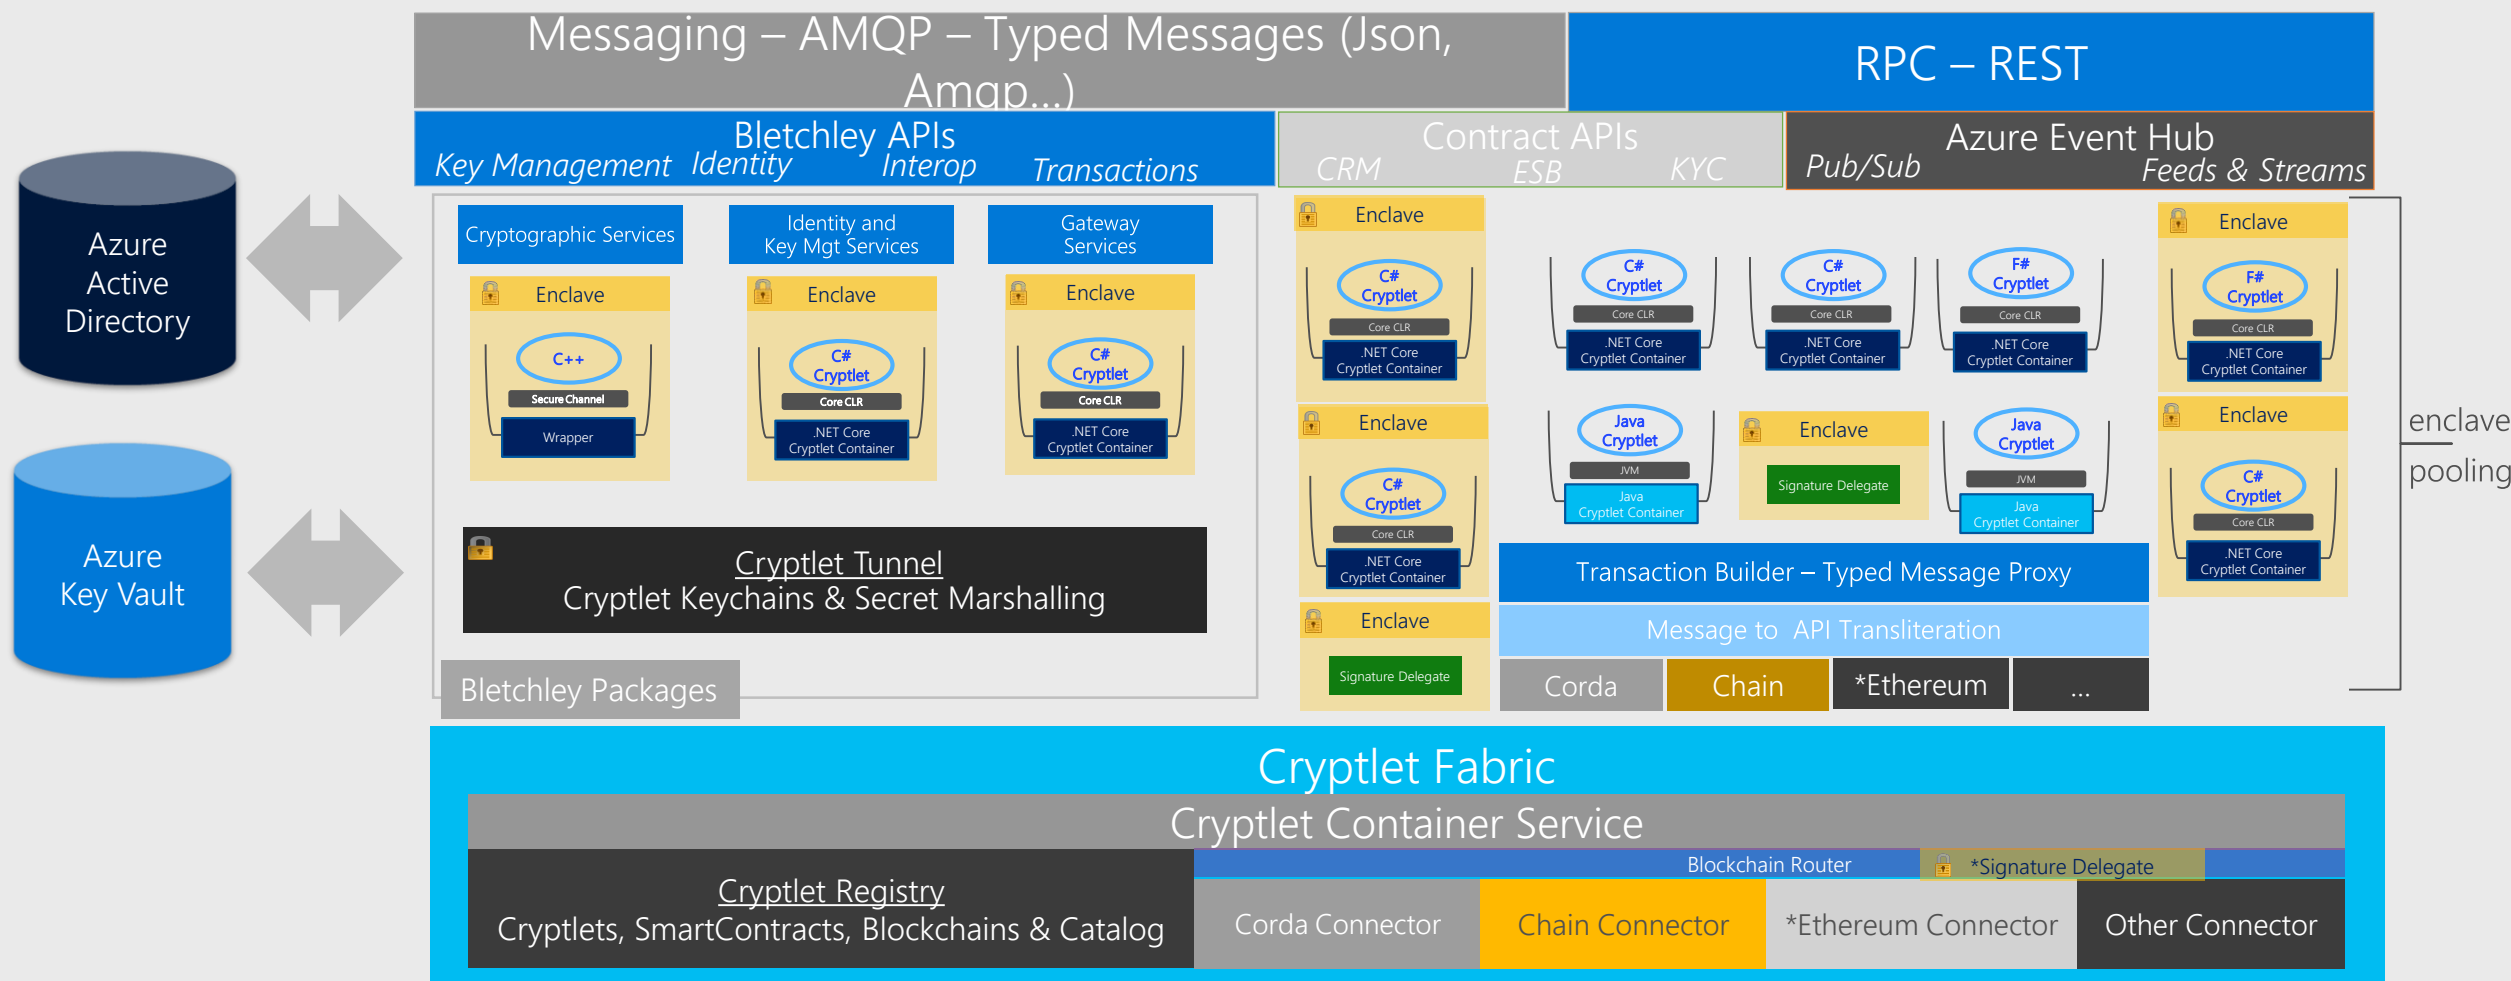 Messaging – AMQP – Typed Messages (Json,
Amqp...)
RPC – REST
Bletchley APIs
Key Management
Identity
Interop
Transactions
Contract APIs
CRM
ESB
KYC
Azure Event Hub
Pub/Sub
Feeds & Streams
Azure
Active
Directory
Azure
Key Vault
Cryptographic Services
Identity and
Key Mgt Services
Gateway
Services
Enclave
C++
Secure Channel
Wrapper
Enclave
C#
Cryptlet
Core CLR
.NET Core
Cryptlet Container
Enclave
C#
Cryptlet
Core CLR
.NET Core
Cryptlet Container
Cryptlet Tunnel
Cryptlet Keychains & Secret Marshalling
Bletchley Packages
Enclave
C#
Cryptlet
Core CLR
.NET Core
Cryptlet Container
Enclave
C#
Cryptlet
Core CLR
.NET Core
Cryptlet Container
Enclave
Signature Delegate
C#
Cryptlet
Core CLR
.NET Core
Cryptlet Container
C#
Cryptlet
Core CLR
.NET Core
Cryptlet Container
F#
Cryptlet
Core CLR
.NET Core
Cryptlet Container
Java
Cryptlet
JVM
Java
Cryptlet Container
Enclave
Signature Delegate
Java
Cryptlet
JVM
Java
Cryptlet Container
Enclave
F#
Cryptlet
Core CLR
.NET Core
Cryptlet Container
Enclave
C#
Cryptlet
Core CLR
.NET Core
Cryptlet Container
enclave
pooling
Transaction Builder – Typed Message Proxy
Message to API Transliteration
Corda
Chain
*Ethereum
...
Cryptlet Fabric
Cryptlet Container Service
Cryptlet Registry
Cryptlets, SmartContracts, Blockchains & Catalog
Blockchain Router
*Signature Delegate
Corda Connector
Chain Connector
*Ethereum Connector
Other Connector